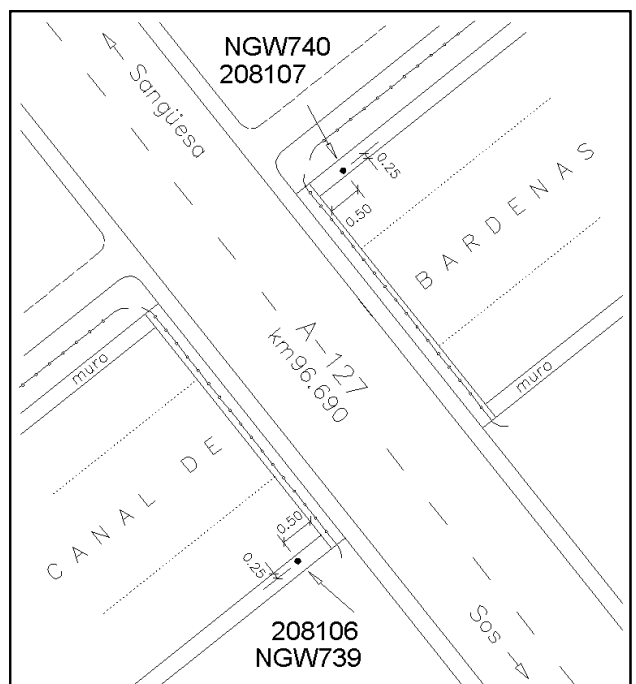 NGW740
208107
Sangüesa
0.25
0.50
BARDENAS
A-127
km96.690
muro
muro
CANAL DE
0.50
0.25
208106
NGW739
Sos